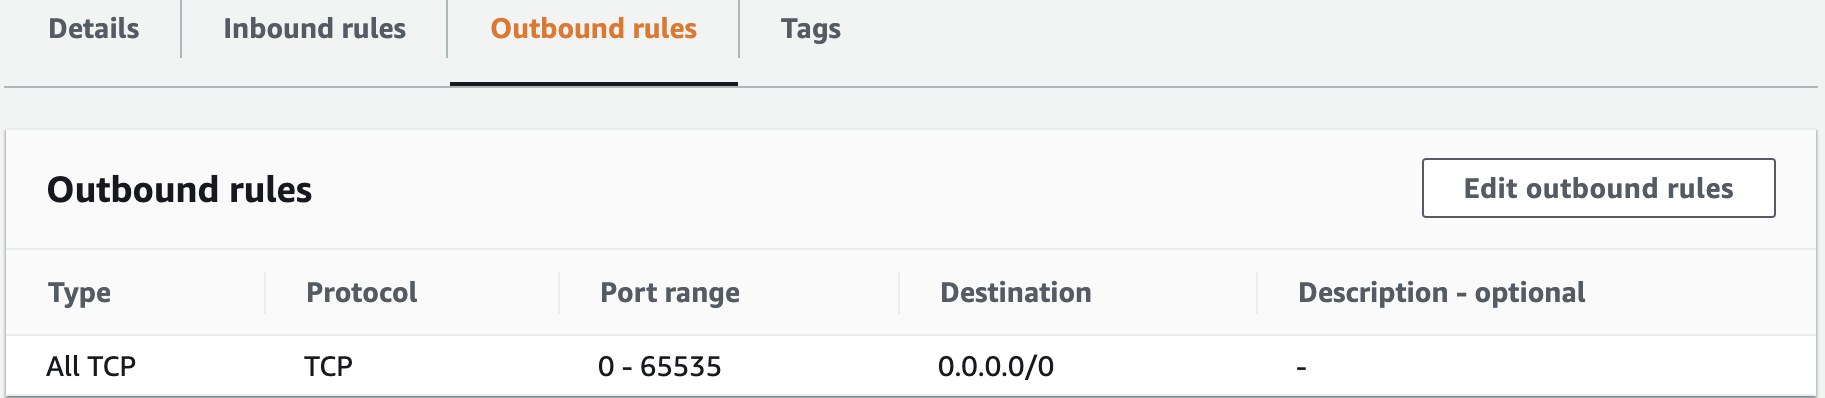 Details Inbound rules Outbound rules Tags
Outbound rules Edit outbound rules
Type Protocol Port range Destination Description - optional
All TCP TCP 0 - 65535 0.0.0.0/0 -